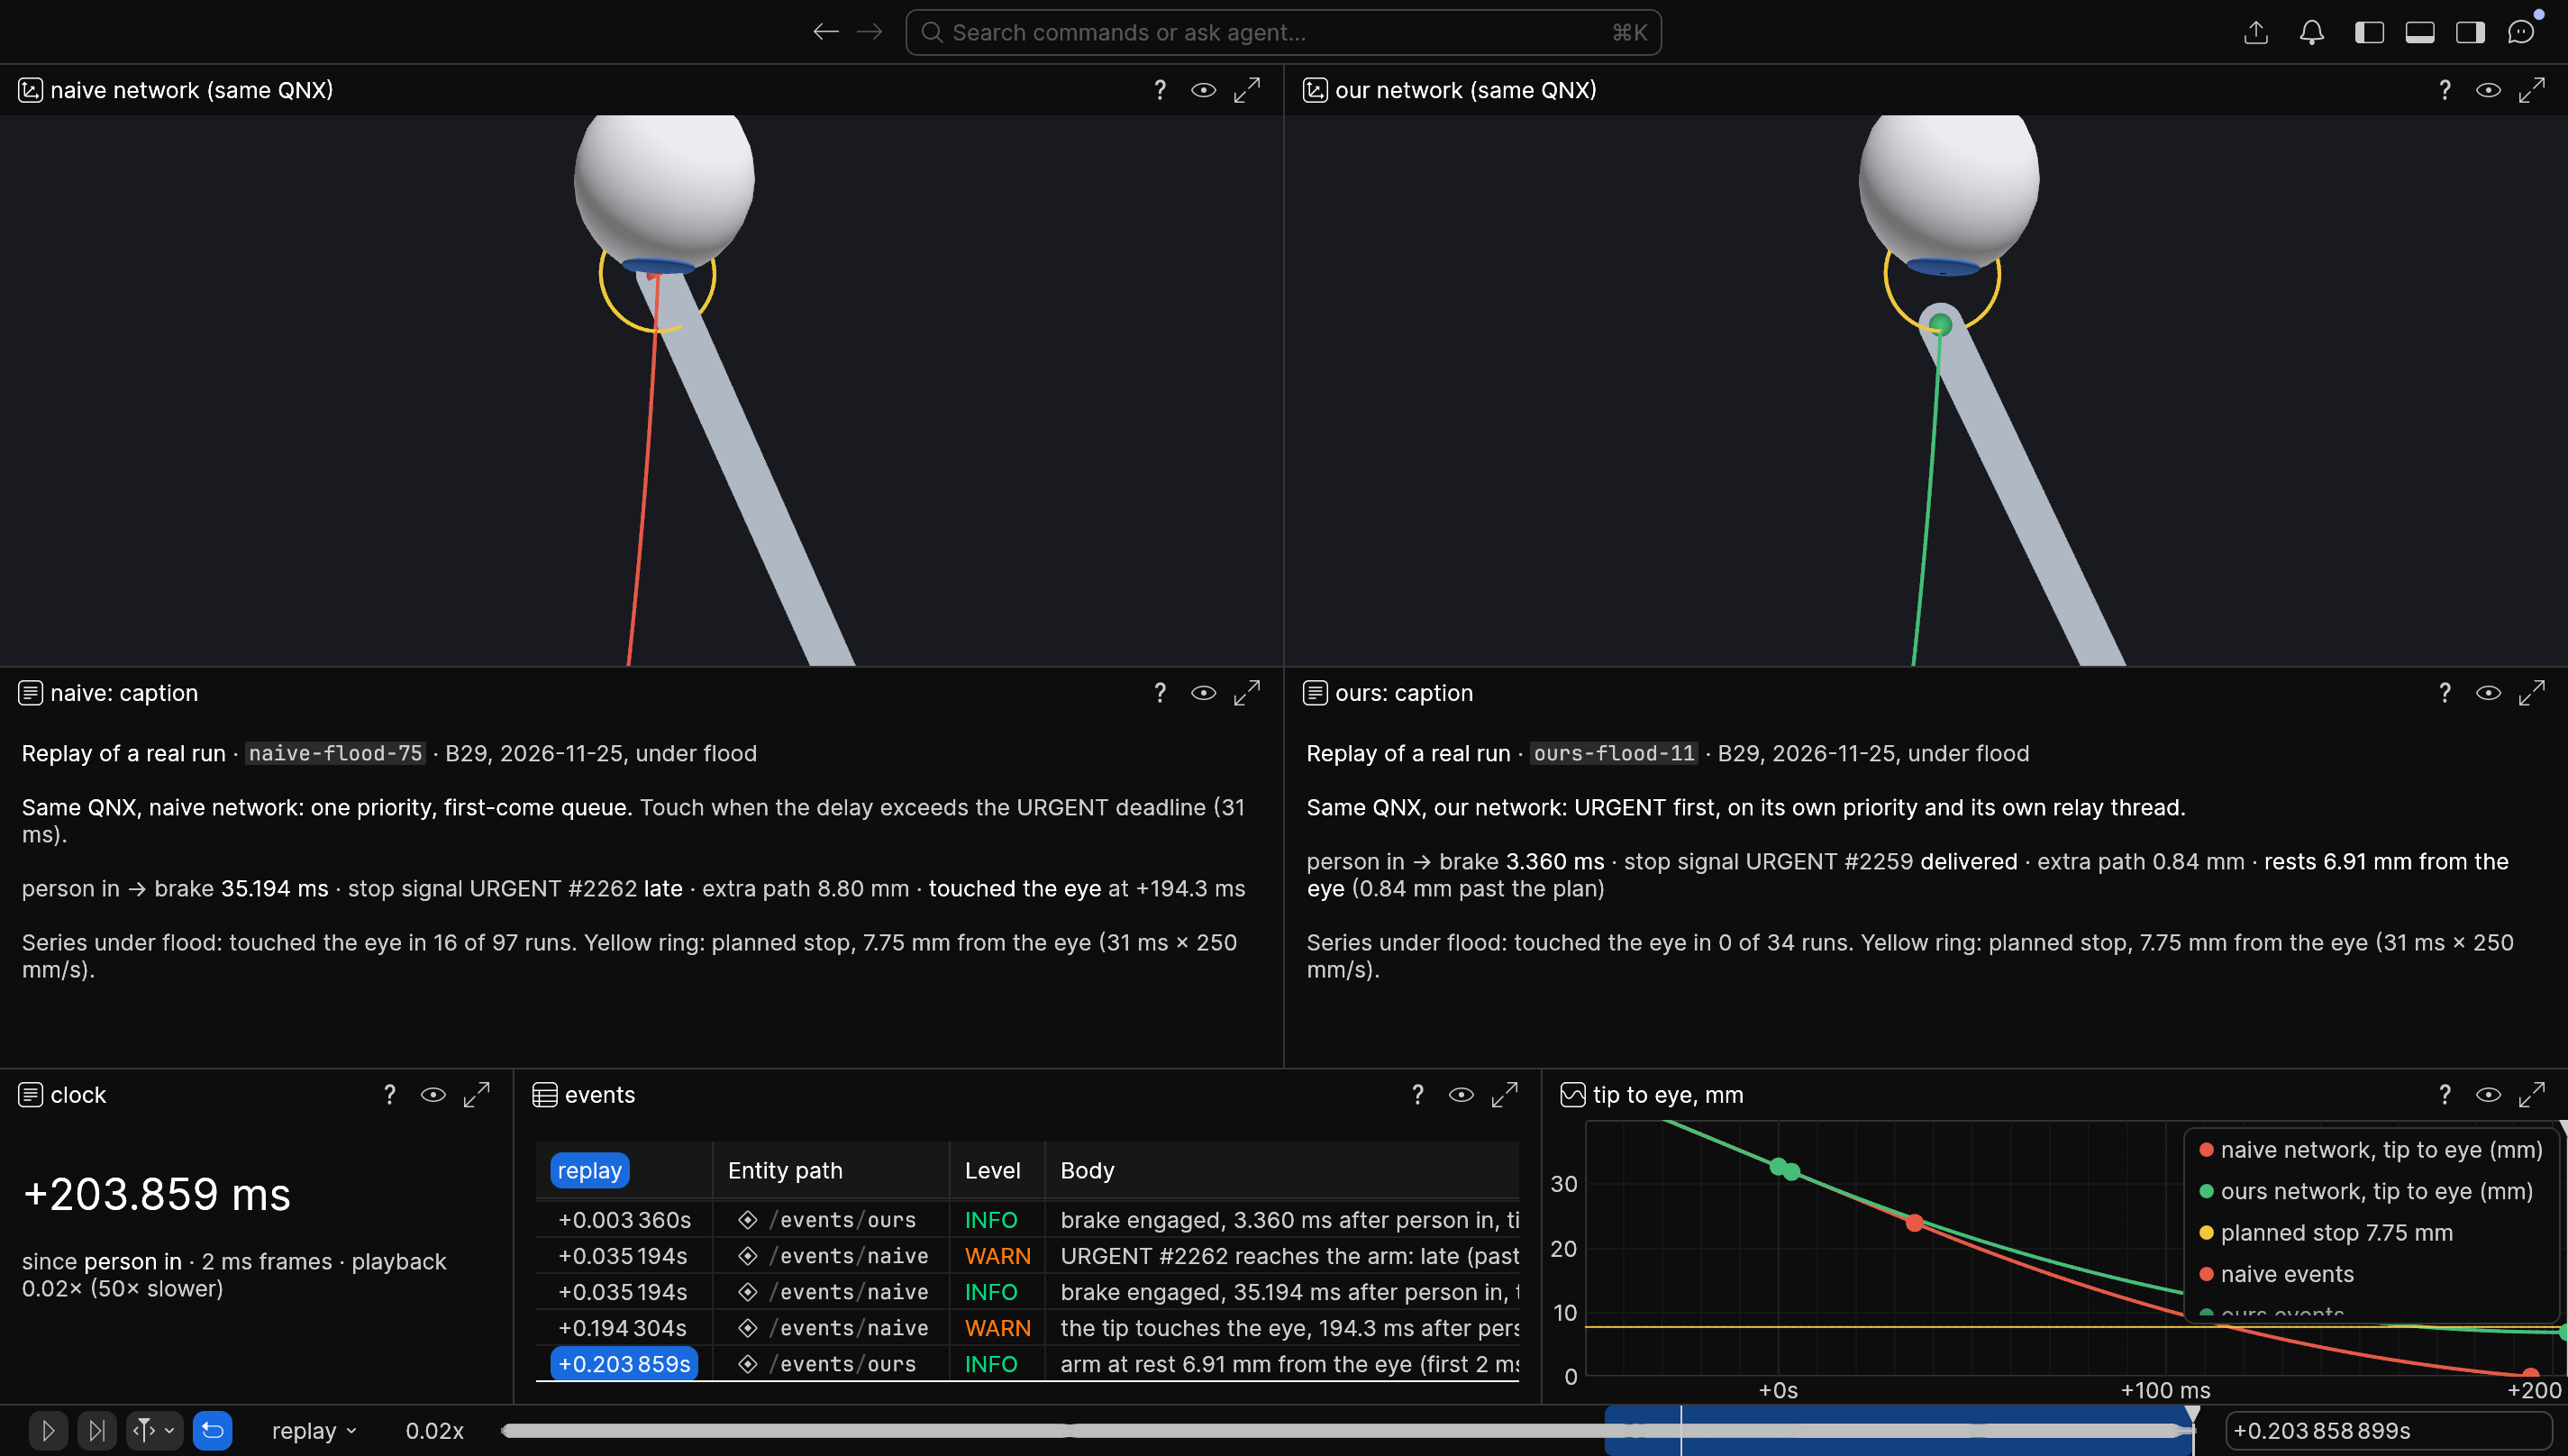 Search commands or ask agent... ⌘K
naive network (same QNX) ?
our network (same QNX) ?
naive: caption ?
Replay of a real run · naive-flood-75 · B29, 2026-11-25, under flood
Same QNX, naive network: one priority, first-come queue. Touch when the delay exceeds the URGENT deadline (31
ms).
person in → brake 35.194 ms · stop signal URGENT #2262 late · extra path 8.80 mm · touched the eye at +194.3 ms
Series under flood: touched the eye in 16 of 97 runs. Yellow ring: planned stop, 7.75 mm from the eye (31 ms × 250
mm/s).
ours: caption ?
Replay of a real run · ours-flood-11 · B29, 2026-11-25, under flood
Same QNX, our network: URGENT first, on its own priority and its own relay thread.
person in → brake 3.360 ms · stop signal URGENT #2259 delivered · extra path 0.84 mm · rests 6.91 mm from the
eye (0.84 mm past the plan)
Series under flood: touched the eye in 0 of 34 runs. Yellow ring: planned stop, 7.75 mm from the eye (31 ms × 250
mm/s).
clock ?
+203.859 ms
since person in · 2 ms frames · playback
0.02× (50× slower)
events ?
replay Entity path Level Body
+0.003 360s /events/ours INFO brake engaged, 3.360 ms after person in, ti
+0.035 194s /events/naive WARN URGENT #2262 reaches the arm: late (past
+0.035 194s /events/naive INFO brake engaged, 35.194 ms after person in, t
+0.194 304s /events/naive WARN the tip touches the eye, 194.3 ms after pers
+0.203 859s /events/ours INFO arm at rest 6.91 mm from the eye (first 2 ms
tip to eye, mm ?
naive network, tip to eye (mm)
ours network, tip to eye (mm)
planned stop 7.75 mm
naive events
ours events
30
20
10
0
+0s +100 ms +200
replay 0.02x +0.203 858 899s